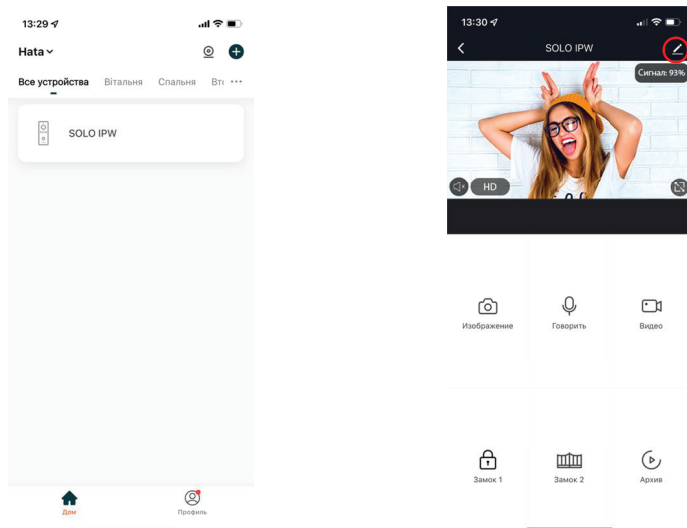 13:29
Hata
Все устройства Вітальня Спальня
SOLO IPW
Дом Профиль
13:30
SOLO IPW
Сигнал: 93%
HD
Изображение Говорить Видео
Замок 1 Замок 2 Архив